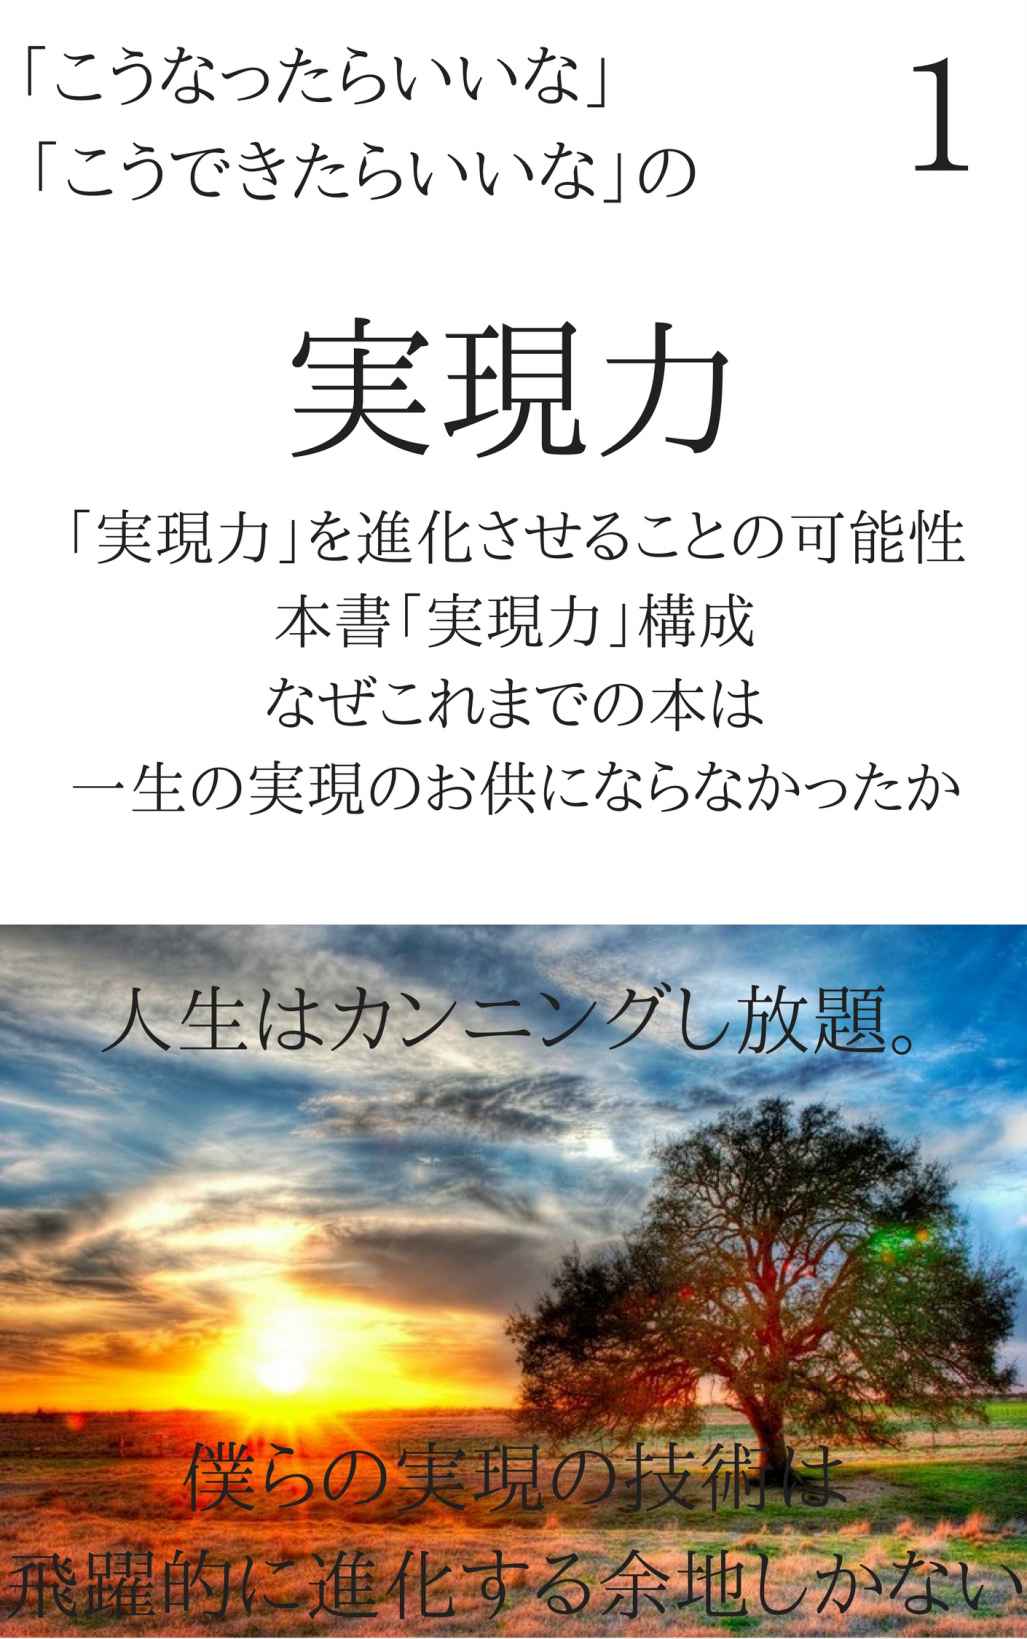 「こうなったらいいな」
「こうできたらいいな」の
1
実現力
「実現力」を進化させることの可能性
本書「実現力」構成
なぜこれまでの本は
一生の実現のお供にならなかったか
人生はカンニングし放題。
僕らの実現の技術は
飛躍的に進化する余地しかない